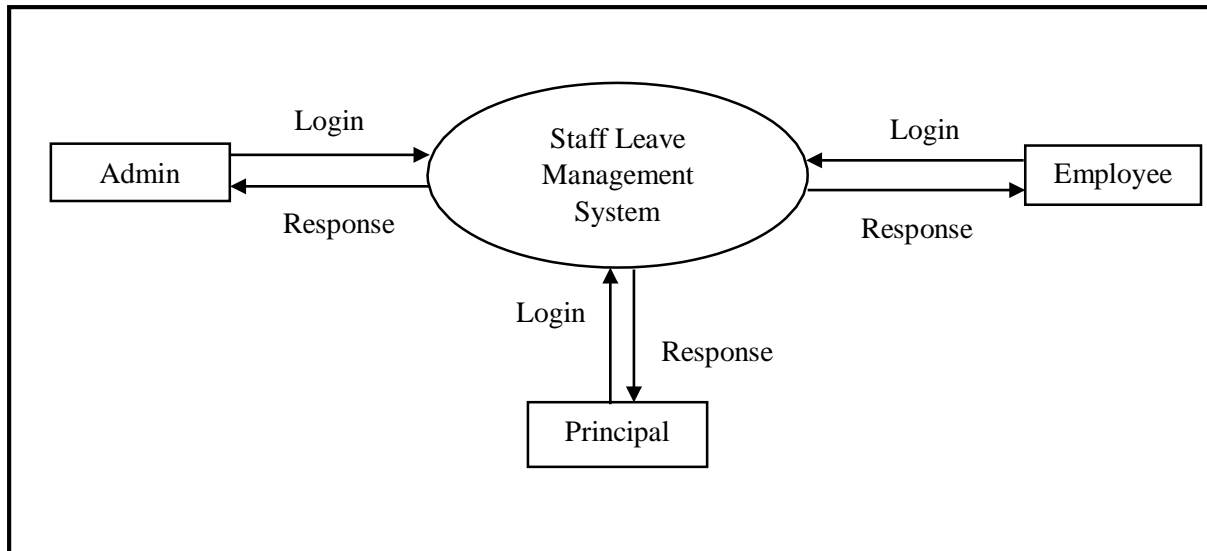 Login
Admin
Response
Staff Leave
Management
System
Login
Employee
Response
Login
Response
Principal